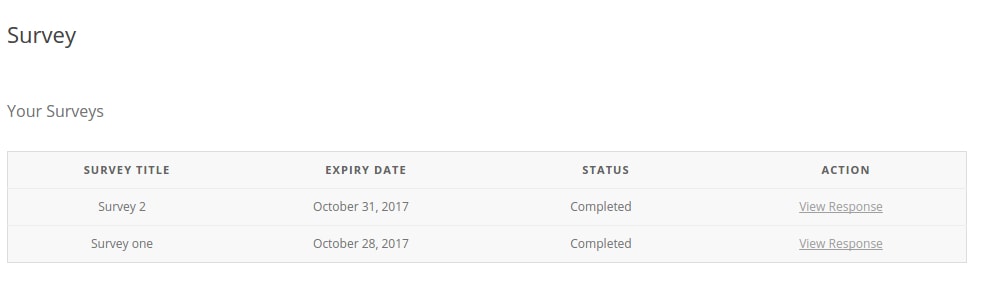 Survey
Your Surveys
SURVEY TITLE EXPIRY DATE STATUS ACTION
Survey 2 October 31, 2017 Completed View Response
Survey one October 28, 2017 Completed View Response